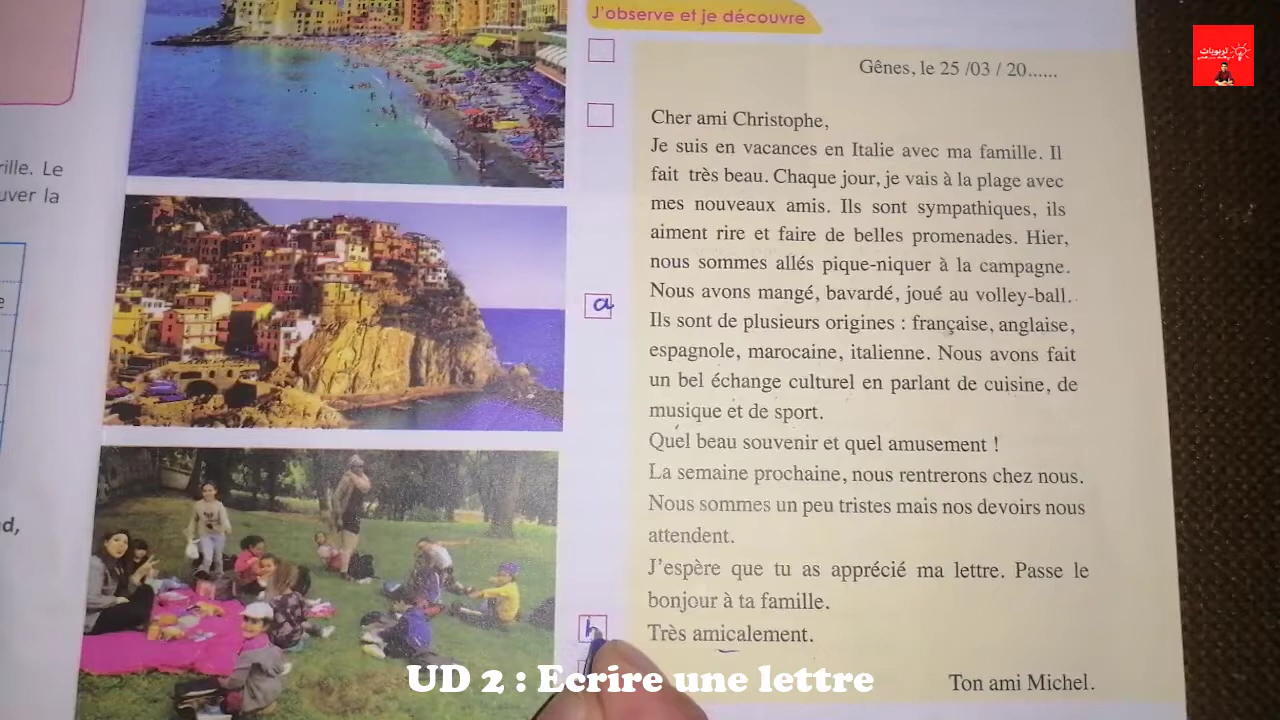 J'observe et je découvre
تربويات
Gênes, le 25 /03 / 20......
Cher ami Christophe,
Je suis en vacances en Italie avec ma famille. Il
fait très beau. Chaque jour, je vais à la plage avec
mes nouveaux amis. Ils sont sympathiques, ils
aiment rire et faire de belles promenades. Hier,
nous sommes allés pique-niquer à la campagne.
Nous avons mangé, bavardé, joué au volley-ball.
Ils sont de plusieurs origines : française, anglaise,
espagnole, marocaine, italienne. Nous avons fait
un bel échange culturel en parlant de cuisine, de
musique et de sport.
Quel beau souvenir et quel amusement !
La semaine prochaine, nous rentrerons chez nous.
Nous sommes un peu tristes mais nos devoirs nous
attendent.
J'espère que tu as apprécié ma lettre. Passe le
bonjour à ta famille.
Très amicalement.
Ton ami Michel.
a
rille. Le
uver la
e
d,
UD 2 : Ecrire une lettre